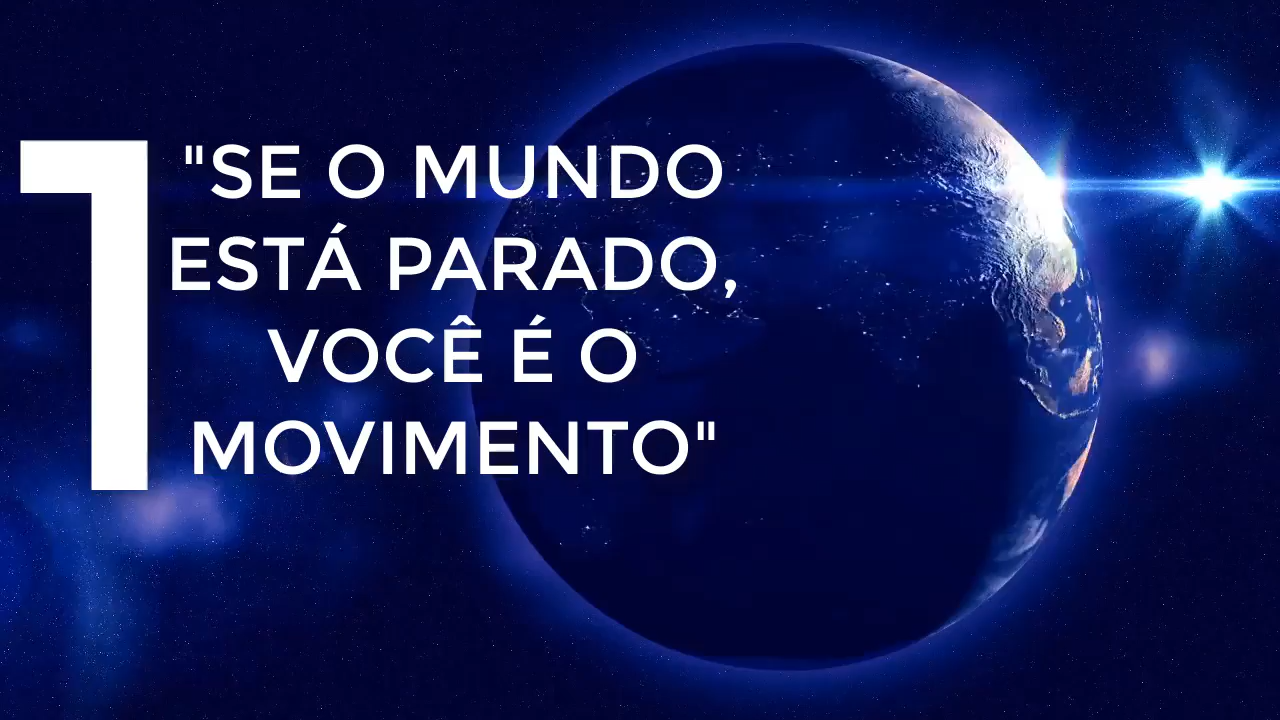 1
"SE O MUNDO
ESTÁ PARADO,
VOCÊ É O
MOVIMENTO"